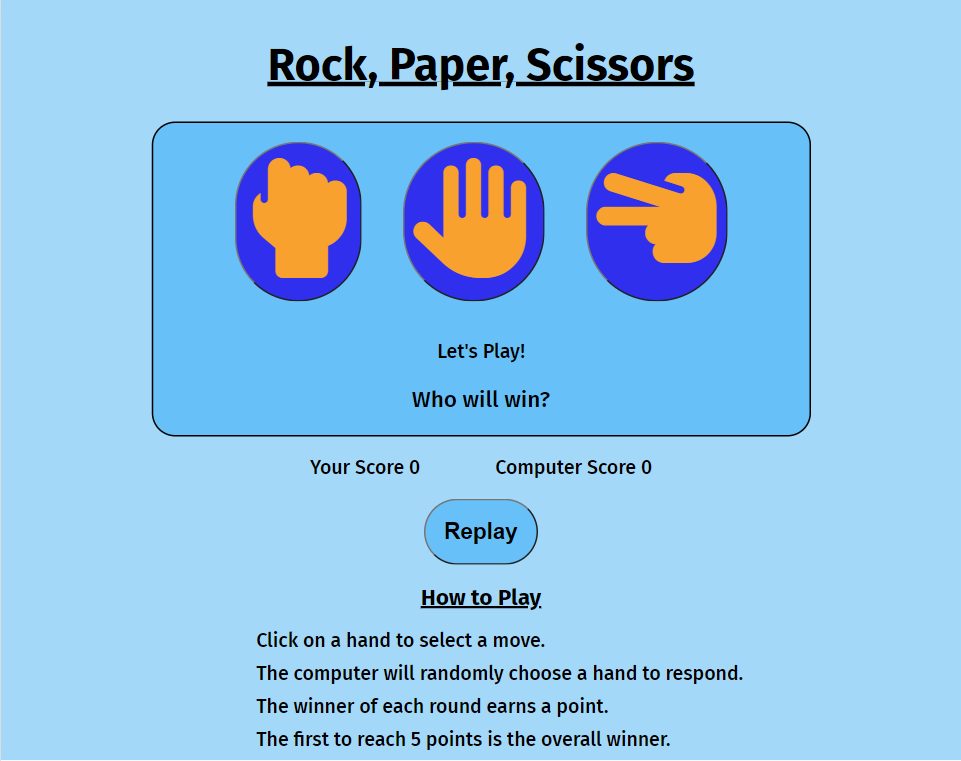 Rock, Paper, Scissors
Let's Play!
Who will win?
Your Score 0 Computer Score 0
Replay
How to Play
Click on a hand to select a move.
The computer will randomly choose a hand to respond.
The winner of each round earns a point.
The first to reach 5 points is the overall winner.